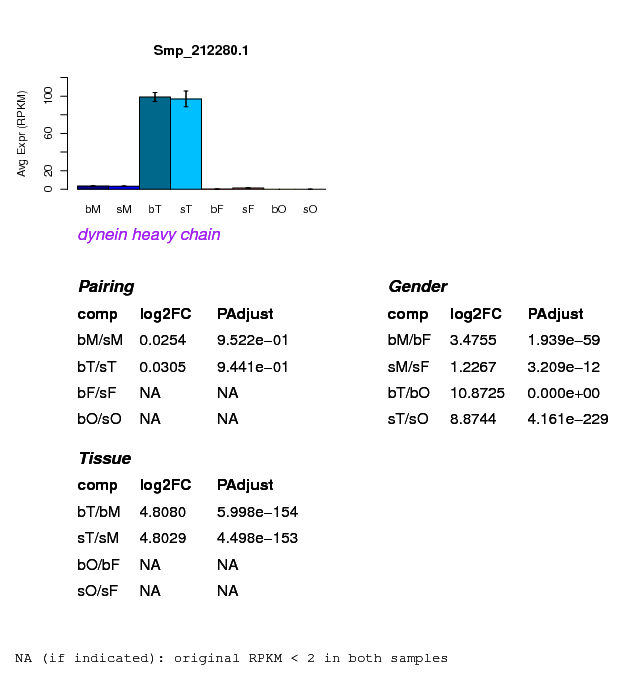 Smp_212280.1
Avg Expr (RPKM)
100
60
20
0
bM sM bT sT bF sF bO sO
dynein heavy chain
Pairing
comp log2FC PAdjust
bM/sM 0.0254 9.522e−01
bT/sT 0.0305 9.441e−01
bF/sF NA NA
bO/sO NA NA
Gender
comp log2FC PAdjust
bM/bF 3.4755 1.939e−59
sM/sF 1.2267 3.209e−12
bT/bO 10.8725 0.000e+00
sT/sO 8.8744 4.161e−229
Tissue
comp log2FC PAdjust
bT/bM 4.8080 5.998e−154
sT/sM 4.8029 4.498e−153
bO/bF NA NA
sO/sF NA NA
NA (if indicated): original RPKM < 2 in both samples